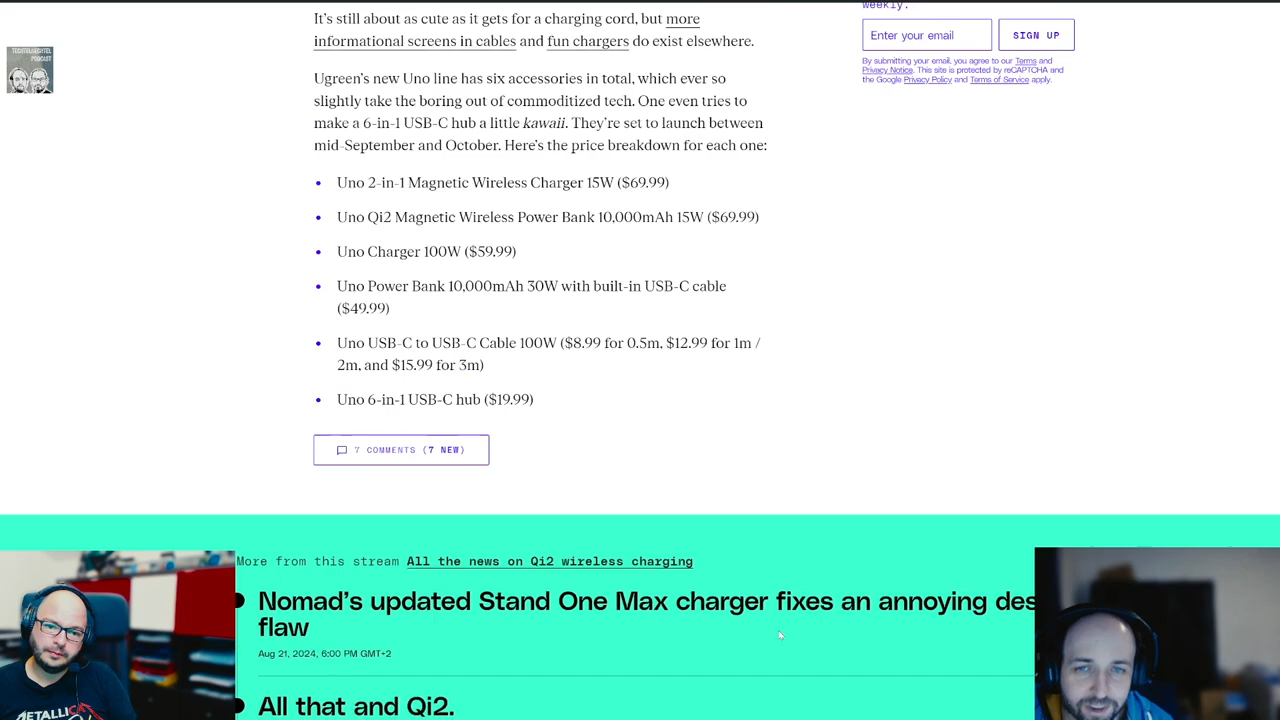 It's still about as cute as it gets for a charging cord, but more
informational screens in cables and fun chargers do exist elsewhere.
Ugreen's new Uno line has six accessories in total, which ever so
slightly take the boring out of commoditized tech. One even tries to
make a 6-in-1 USB-C hub a little kawaii. They're set to launch between
mid-September and October. Here's the price breakdown for each one:
Uno 2-in-1 Magnetic Wireless Charger 15W ($69.99)
Uno Qi2 Magnetic Wireless Power Bank 10,000mAh 15W ($69.99)
Uno Charger 100W ($59.99)
Uno Power Bank 10,000mAh 30W with built-in USB-C cable
($49.99)
Uno USB-C to USB-C Cable 100W ($8.99 for 0.5m, $12.99 for 1m /
2m, and $15.99 for 3m)
Uno 6-in-1 USB-C hub ($19.99)
7 COMMENTS (7 NEW)
weekly.
Enter your email
SIGN UP
By submitting your email, you agree to our Terms and
Privacy Notice. This site is protected by reCAPTCHA and
the Google Privacy Policy and Terms of Service apply.
PODCAST
More from this stream All the news on Qi2 wireless charging
Nomad's updated Stand One Max charger fixes an annoying des
flaw
Aug 21, 2024, 6:00 PM GMT+2
All that and Qi2.
METALLIC